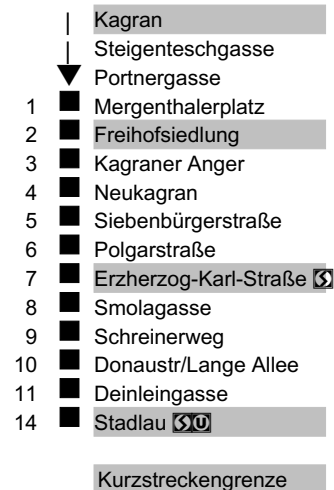 Kagran
Steigenteschgasse
Portnergasse
1 Mergenthalerplatz
2 Freihofsiedlung
3 Kagraner Anger
4 Neukagran
5 Siebenbürgerstraße
6 Polgarstraße
7 Erzherzog-Karl-Straße S
8 Smolagasse
9 Schreinerweg
10 Donaustr/Lange Allee
11 Deinleingasse
14 Stadlau S U
Kurzstreckengrenze